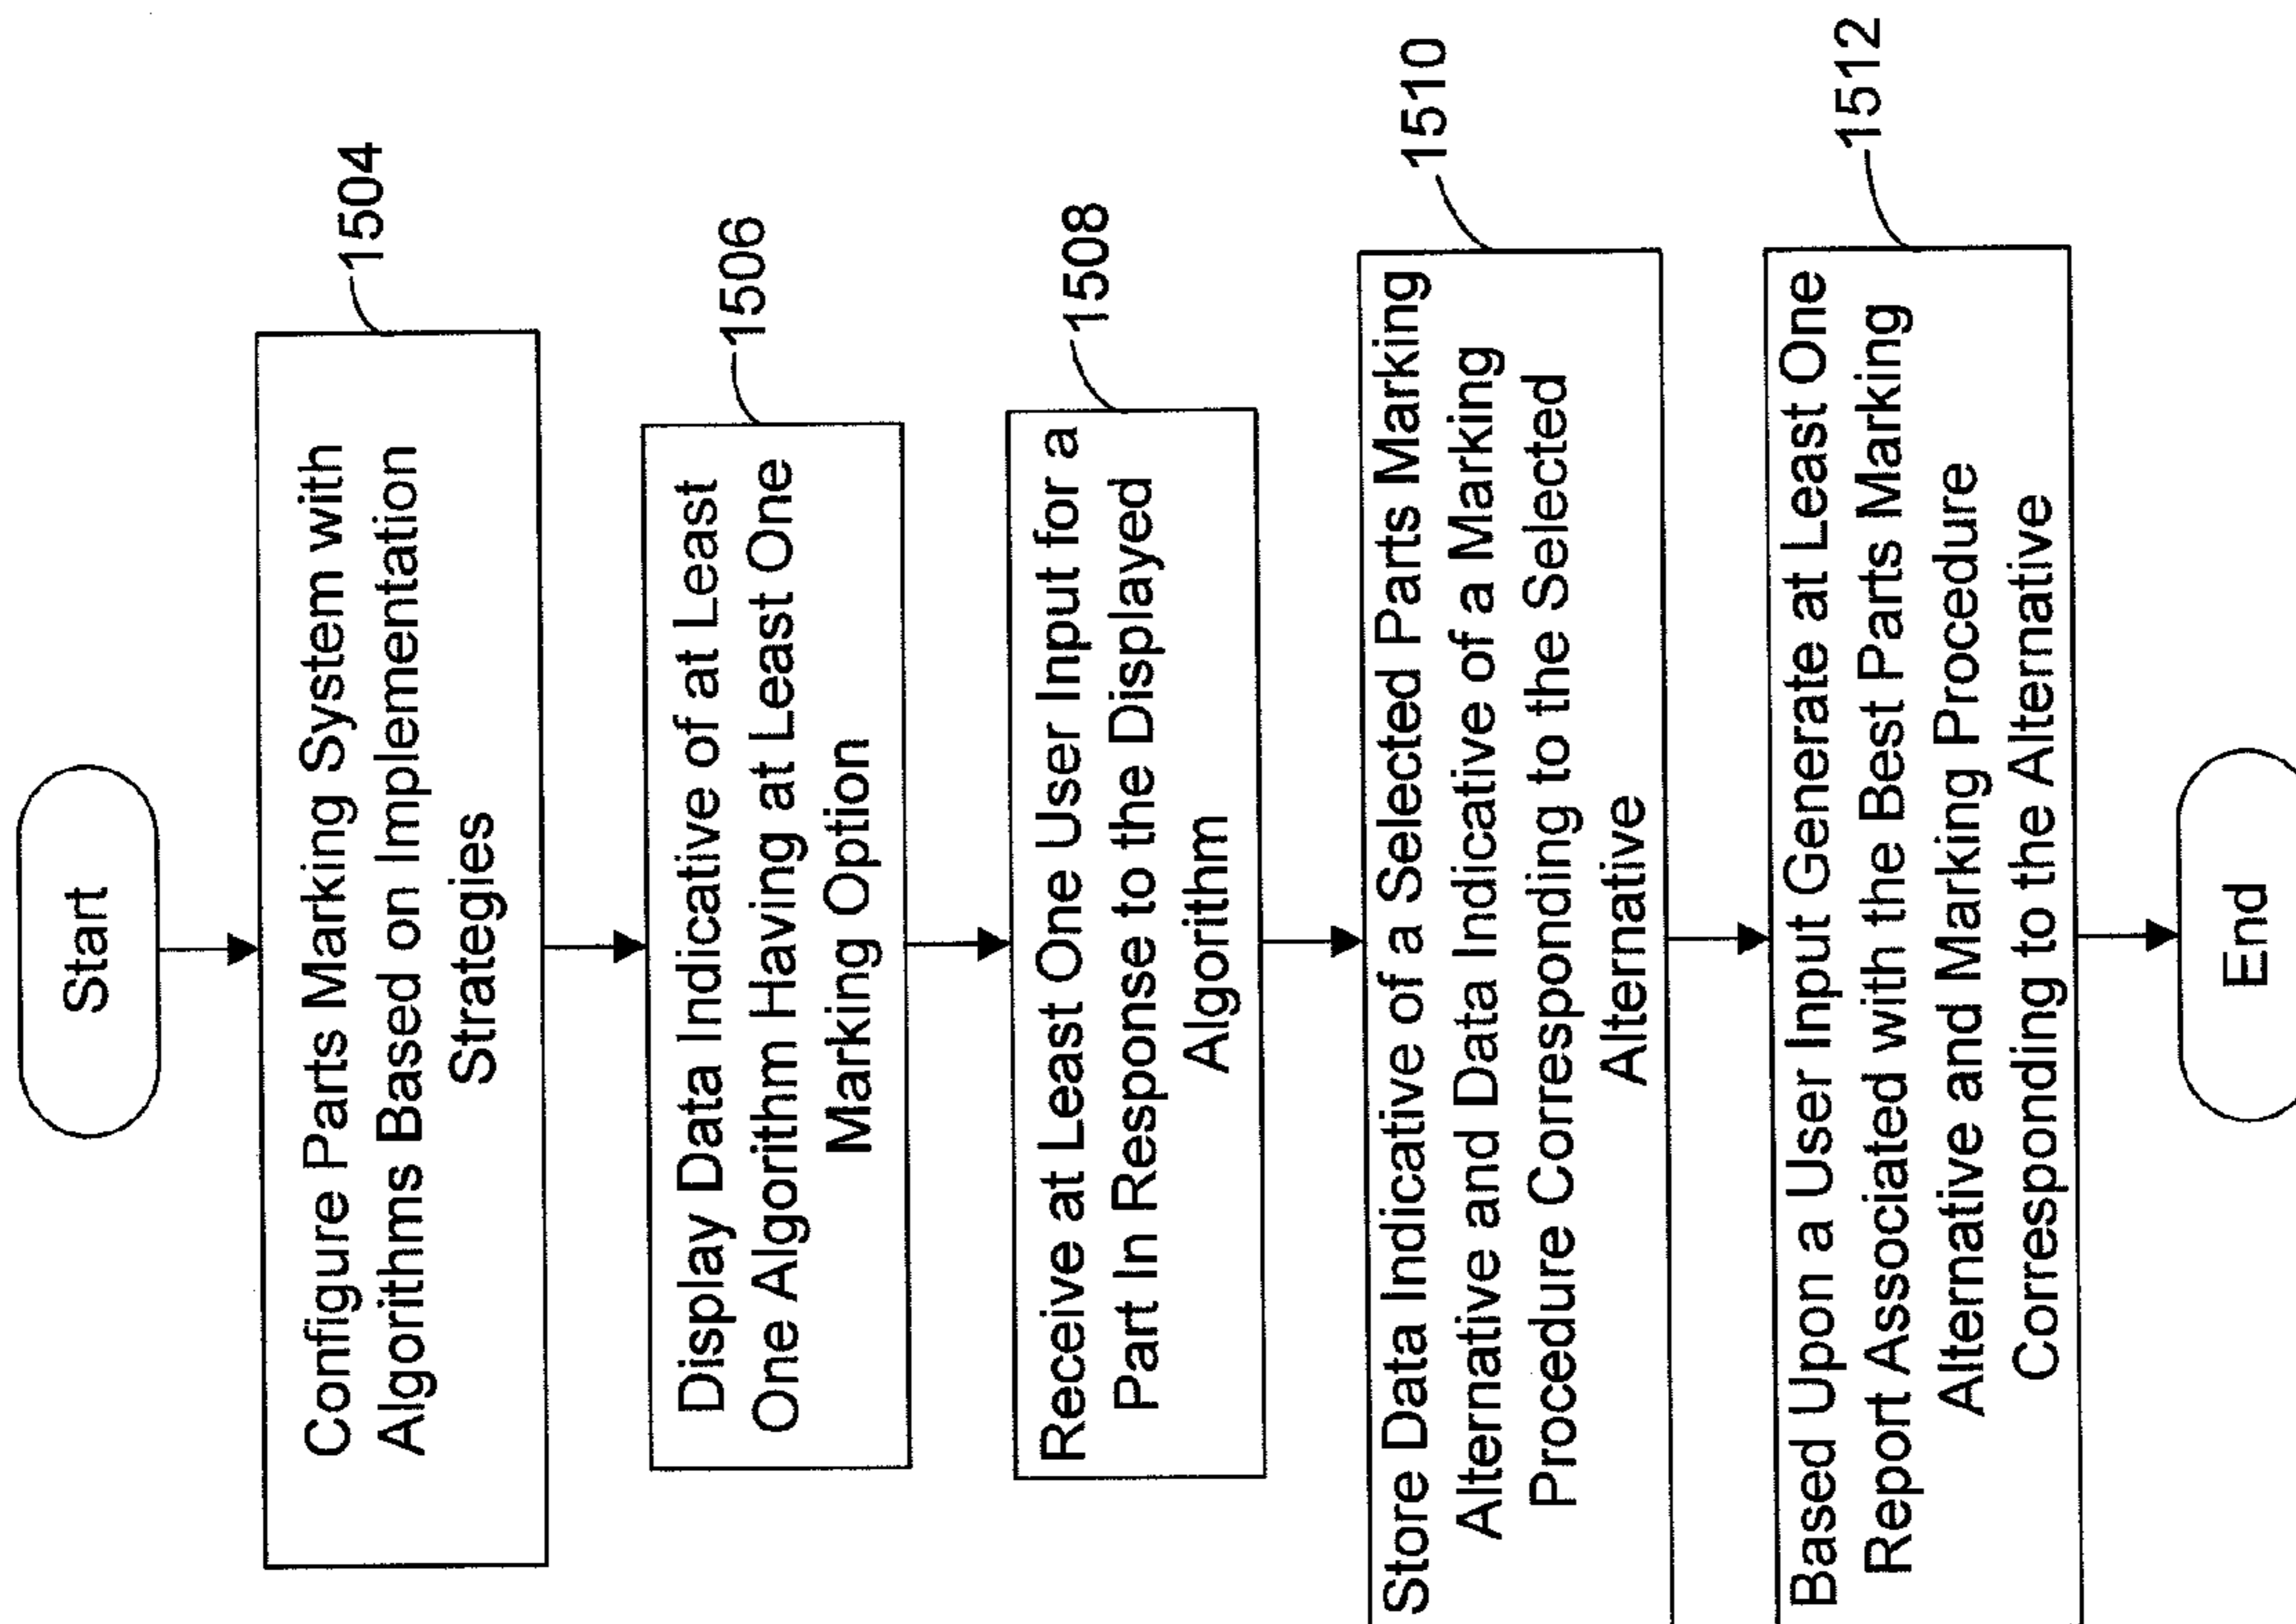 Start
Configure Parts Marking System with
Algorithms Based on Implementation
Strategies
1504
Display Data Indicative of at Least
One Algorithm Having at Least One
Marking Option
1506
Receive at Least One User Input for a
Part In Response to the Displayed
Algorithm
1508
Store Data Indicative of a Selected Parts Marking
Alternative and Data Indicative of a Marking
Procedure Corresponding to the Selected
Alternative
1510
Based Upon a User Input Generate at Least One
Report Associated with the Best Parts Marking
Alternative and Marking Procedure
Corresponding to the Alternative
1512
End